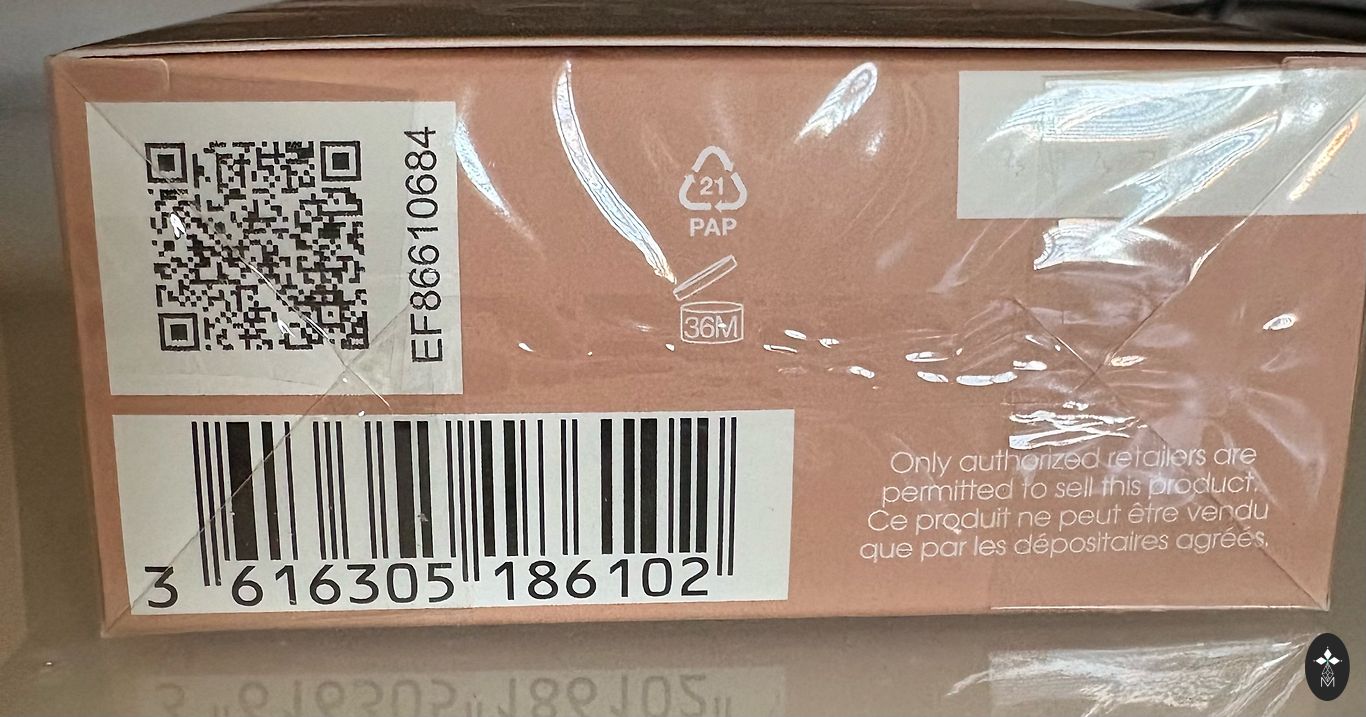 EF86610684
21
PAP
36M
3 616305 186102
Only authorized retailers are
permitted to sell this product.
Ce produit ne peut être vendu
que par les dépositaires agréés.
M